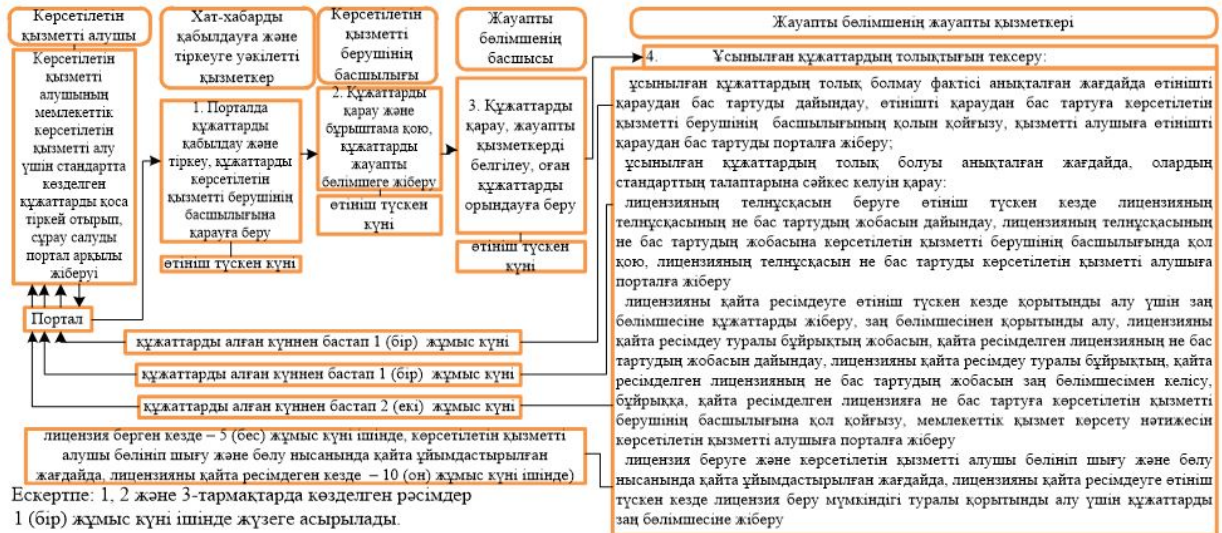 Көрсетілетін
қызметті алушы
Хат-хабарды
қабылдауға және
тіркеуге уәкілетті
қызметкер
Көрсетілетін
қызметті
берушінің
басшылығы
Жауапты
бөлімшенің
басшысы
Жауапты бөлімшенің жауапты қызметкері
Көрсетілетін
қызметті
алушының
мемлекеттік
көрсетілетін
қызметті алу
үшін стандартта
көзделген
құжаттарды қоса
тіркей отырып,
сұрау салуды
портал арқылы
жіберуі
1. Порталда
құжаттарды
қабылдау және
тіркеу, құжаттарды
көрсетілетін
қызметті берушінің
басшылығына
қарауға беру
өтініш түскен күні
2. Құжаттарды
қарау және
бұрыштама қою,
құжаттарды
жауапты
бөлімшеге жіберу
өтініш түскен
күні
3. Құжаттарды
қарау, жауапты
қызметкерді
белгілеу, оған
құжаттарды
орындауға беру
өтініш түскен
күні
4. Ұсынылған құжаттардың толықтығын тексеру:
ұсынылған құжаттардың толық болмау фактісі анықталған жағдайда өтінішті
қараудан бас тартуды дайындау, өтінішті қараудан бас тартуға көрсетілетін
қызметті берушінің басшылығының қолын қойғызу, қызметті алушыға өтінішті
қараудан бас тартуды порталға жіберу;
ұсынылған құжаттардың толық болуы анықталған жағдайда, олардың
стандарттың талаптарына сәйкес келуін қарау:
лицензияның телнұсқасын беруге өтініш түскен кезде лицензияның
телнұсқасының не бас тартудың жобасын дайындау, лицензияның телнұсқасының
не бас тартудың жобасына көрсетілетін қызметті берушінің басшылығында қол
қою, лицензияның телнұсқасын не бас тартуды көрсетілетін қызметті алушыға
порталға жіберу
лицензияны қайта ресімдеуге өтініш түскен кезде қорытынды алу үшін заң
бөлімшесіне құжаттарды жіберу, заң бөлімшесінен қорытынды алу, лицензияны
қайта ресімдеу туралы бұйрықтың жобасын, қайта ресімделген лицензияның не бас
тартудың жобасын дайындау, лицензияны қайта ресімдеу туралы бұйрықтың, қайта
ресімделген лицензияның не бас тартудың жобасын заң бөлімшесімен келісу,
бұйрыққа, қайта ресімделген лицензияға не бас тартуға көрсетілетін қызметті
берушінің басшылығына қол қойғызу, мемлекеттік қызмет көрсету нәтижесін
көрсетілетін қызметті алушыға порталға жіберу
лицензия беруге және көрсетілетін қызметті алушы бөлініп шығу және бөлу
нысанында қайта ұйымдастырылған жағдайда, лицензияны қайта ресімдеуге өтініш
түскен кезде лицензия беру мүмкіндігі туралы қорытынды алу үшін құжаттарды
заң бөлімшесіне жіберу
Портал
құжаттарды алған күннен бастап 1 (бір) жұмыс күні
құжаттарды алған күннен бастап 1 (бір) жұмыс күні
құжаттарды алған күннен бастап 2 (екі) жұмыс күні
лицензия берген кезде – 5 (бес) жұмыс күні ішінде, көрсетілетін қызметті
алушы бөлініп шығу және бөлу нысанында қайта ұйымдастырылған
жағдайда, лицензияны қайта ресімдеген кезде – 10 (он) жұмыс күні ішінде)
Ескертпе: 1, 2 және 3-тармақтарда көзделген рәсімдер
1 (бір) жұмыс күні ішінде жүзеге асырылады.